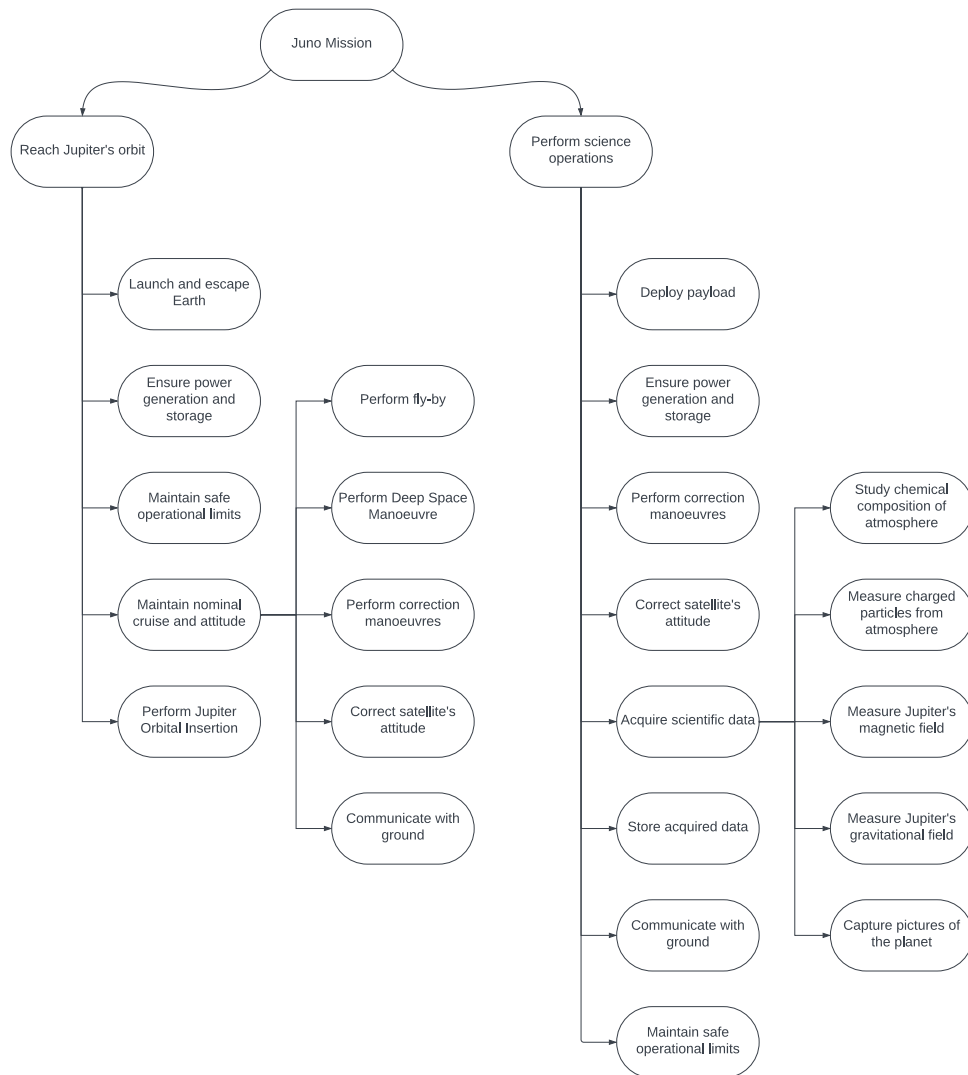 Juno Mission
Reach Jupiter's orbit
Perform science
operations
Launch and escape
Earth
Ensure power
generation and
storage
Maintain safe
operational limits
Maintain nominal
cruise and attitude
Perform Jupiter
Orbital Insertion
Perform fly-by
Perform Deep Space
Manoeuvre
Perform correction
manoeuvres
Correct satellite's
attitude
Communicate with
ground
Deploy payload
Ensure power
generation and
storage
Perform correction
manoeuvres
Correct satellite's
attitude
Acquire scientific data
Store acquired data
Communicate with
ground
Maintain safe
operational limits
Study chemical
composition of
atmosphere
Measure charged
particles from
atmosphere
Measure Jupiter's
magnetic field
Measure Jupiter's
gravitational field
Capture pictures of
the planet